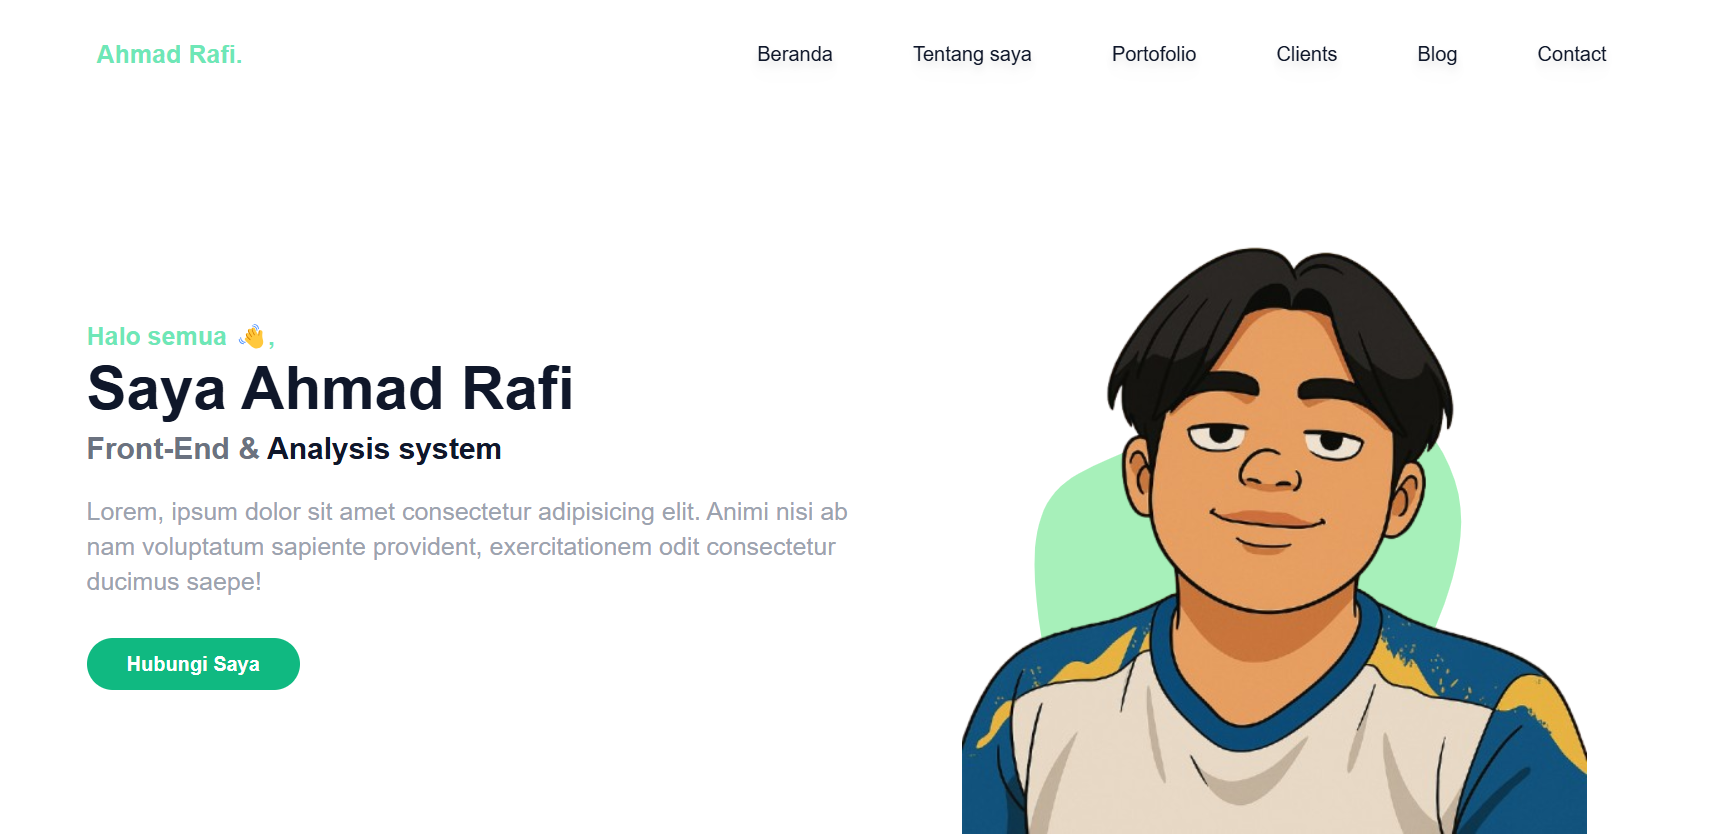 Ahmad Rafi.
Beranda Tentang saya Portofolio Clients Blog Contact
Halo semua 👋,
Saya Ahmad Rafi
Front-End & Analysis system
Lorem, ipsum dolor sit amet consectetur adipisicing elit. Animi nisi ab
nam voluptatum sapiente provident, exercitationem odit consectetur
ducimus saepe!
Hubungi Saya